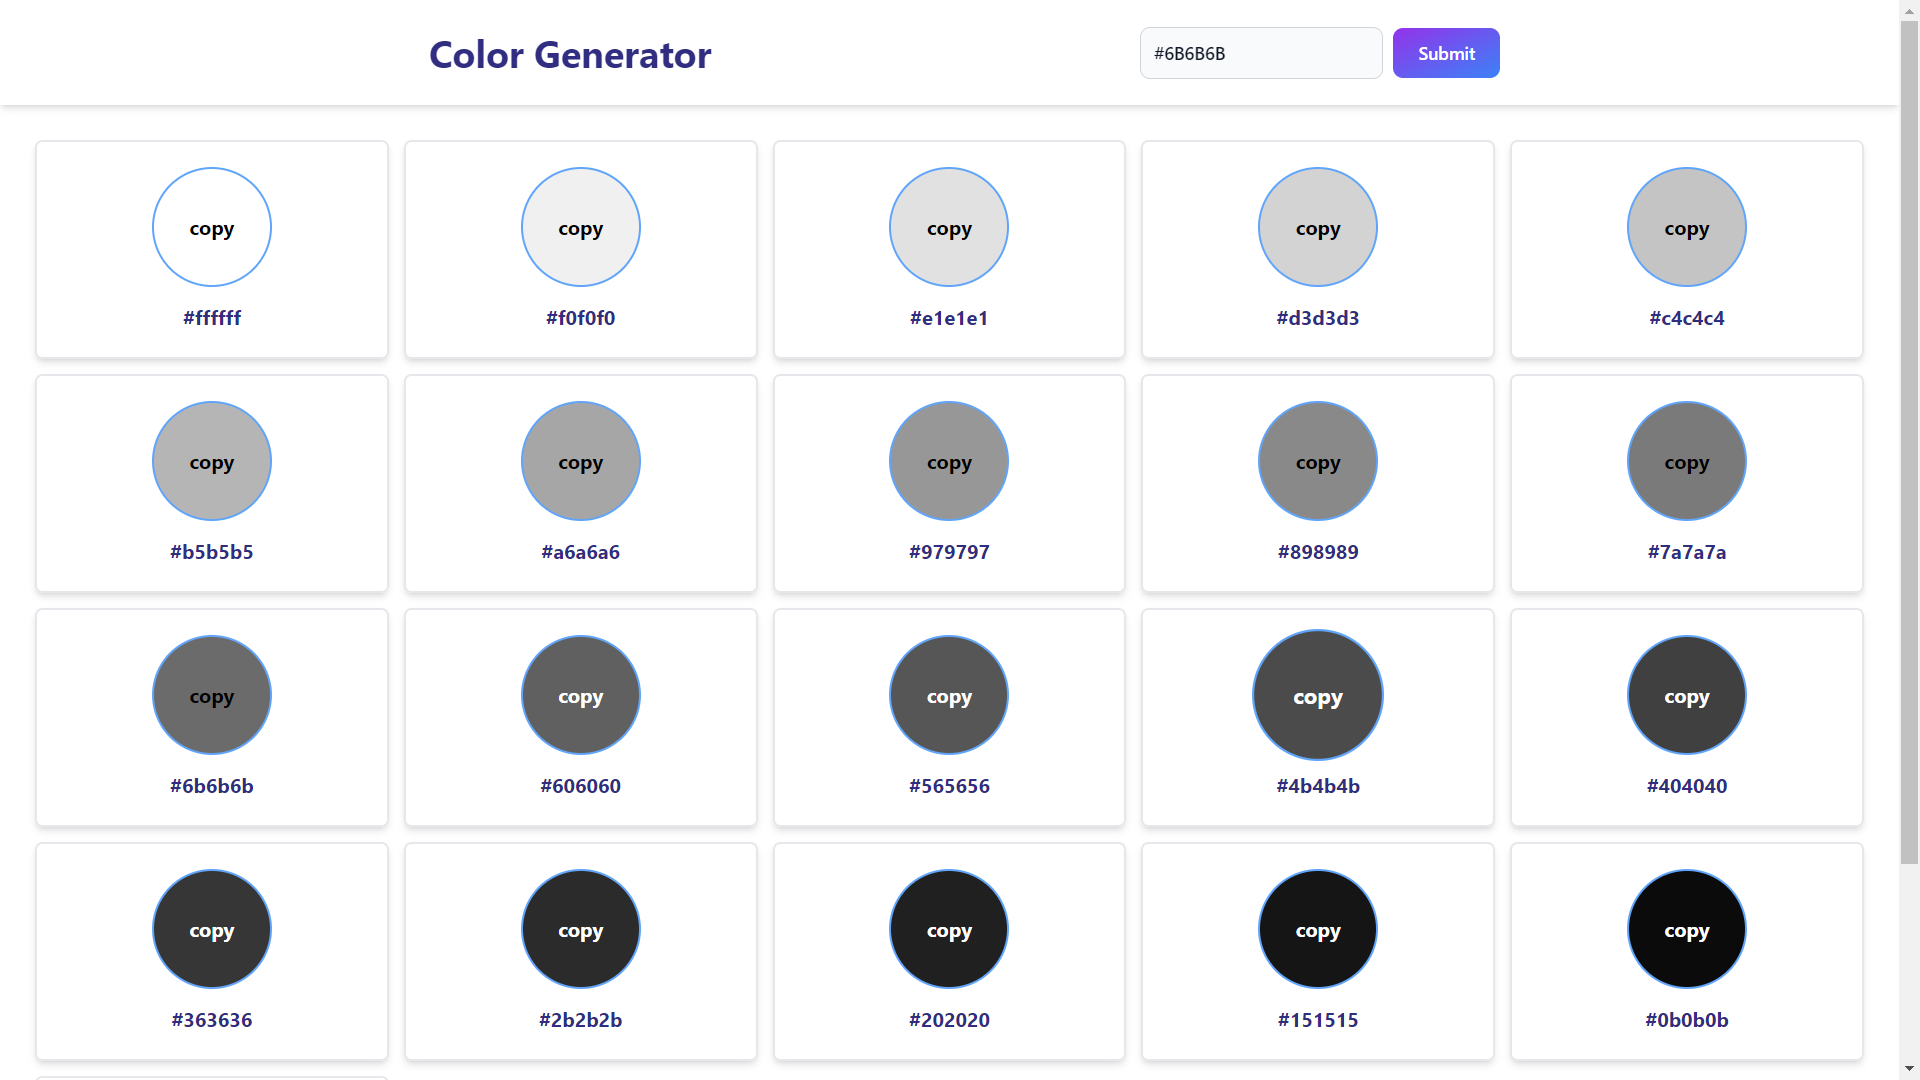 Color Generator
#6B6B6B
Submit
copy copy copy copy copy
#ffffff #f0f0f0 #e1e1e1 #d3d3d3 #c4c4c4
copy copy copy copy copy
#b5b5b5 #a6a6a6 #979797 #898989 #7a7a7a
copy copy copy copy copy
#6b6b6b #606060 #565656 #4b4b4b #404040
copy copy copy copy copy
#363636 #2b2b2b #202020 #151515 #0b0b0b